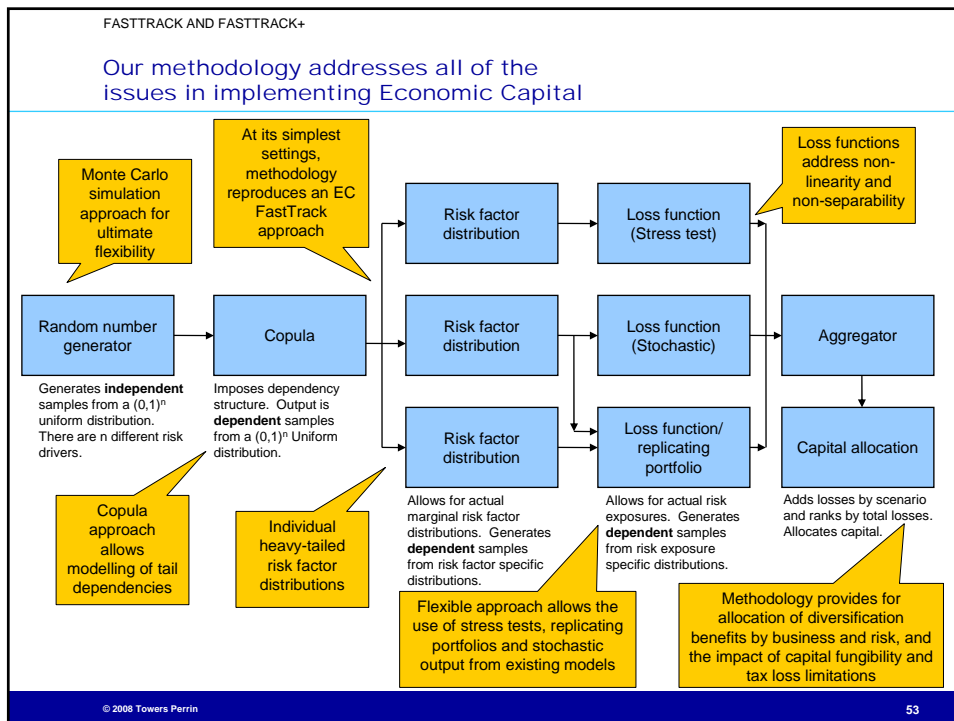 FASTTRACK AND FASTTRACK+
Our methodology addresses all of the
issues in implementing Economic Capital
Monte Carlo
simulation
approach for
ultimate
flexibility
At its simplest
settings,
methodology
reproduces an EC
FastTrack
approach
Loss functions
address non-
linearity and
non-separability
Risk factor
distribution
Loss function
(Stress test)
Random number
generator
Copula
Risk factor
distribution
Loss function
(Stochastic)
Aggregator
Generates independent
samples from a (0,1)ⁿ
uniform distribution.
There are n different risk
drivers.
Imposes dependency
structure. Output is
dependent samples
from a (0,1)ⁿ Uniform
distribution.
Risk factor
distribution
Loss function/
replicating
portfolio
Capital allocation
Copula
approach
allows
modelling of tail
dependencies
Individual
heavy-tailed
risk factor
distributions
Allows for actual
marginal risk factor
distributions. Generates
dependent samples
from risk factor specific
distributions.
Allows for actual risk
exposures. Generates
dependent samples
from risk exposure
specific distributions.
Adds losses by scenario
and ranks by total losses.
Allocates capital.
Flexible approach allows the
use of stress tests, replicating
portfolios and stochastic
output from existing models
Methodology provides for
allocation of diversification
benefits by business and risk, and
the impact of capital fungibility and
tax loss limitations
© 2008 Towers Perrin
53